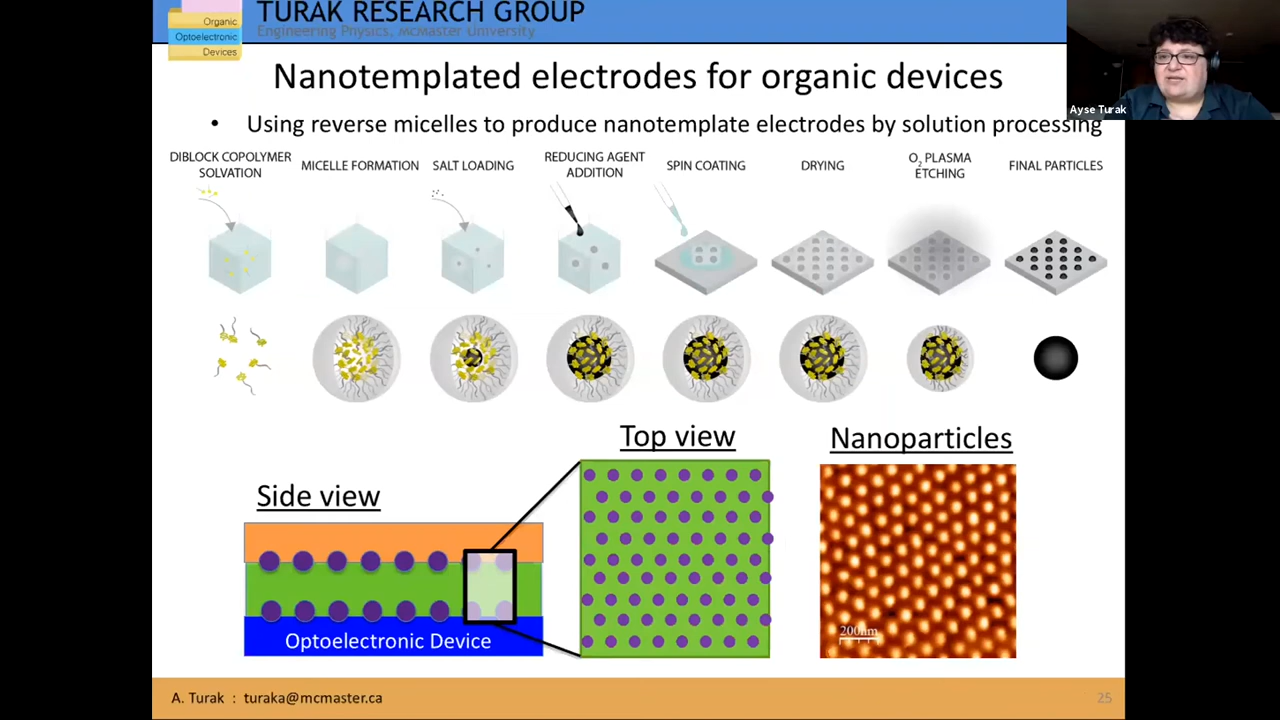 Organic
Optoelectronic
Devices
TURAK RESEARCH GROUP
Engineering Physics, McMaster University
Ayse Turak
Nanotemplated electrodes for organic devices
• Using reverse micelles to produce nanotemplate electrodes by solution processing
DIBLOCK COPOLYMER
SOLVATION
MICELLE FORMATION
SALT LOADING
REDUCING AGENT
ADDITION
SPIN COATING
DRYING
O2 PLASMA
ETCHING
FINAL PARTICLES
Side view
Optoelectronic Device
Top view
Nanoparticles
200nm
A. Turak : turaka@mcmaster.ca
25